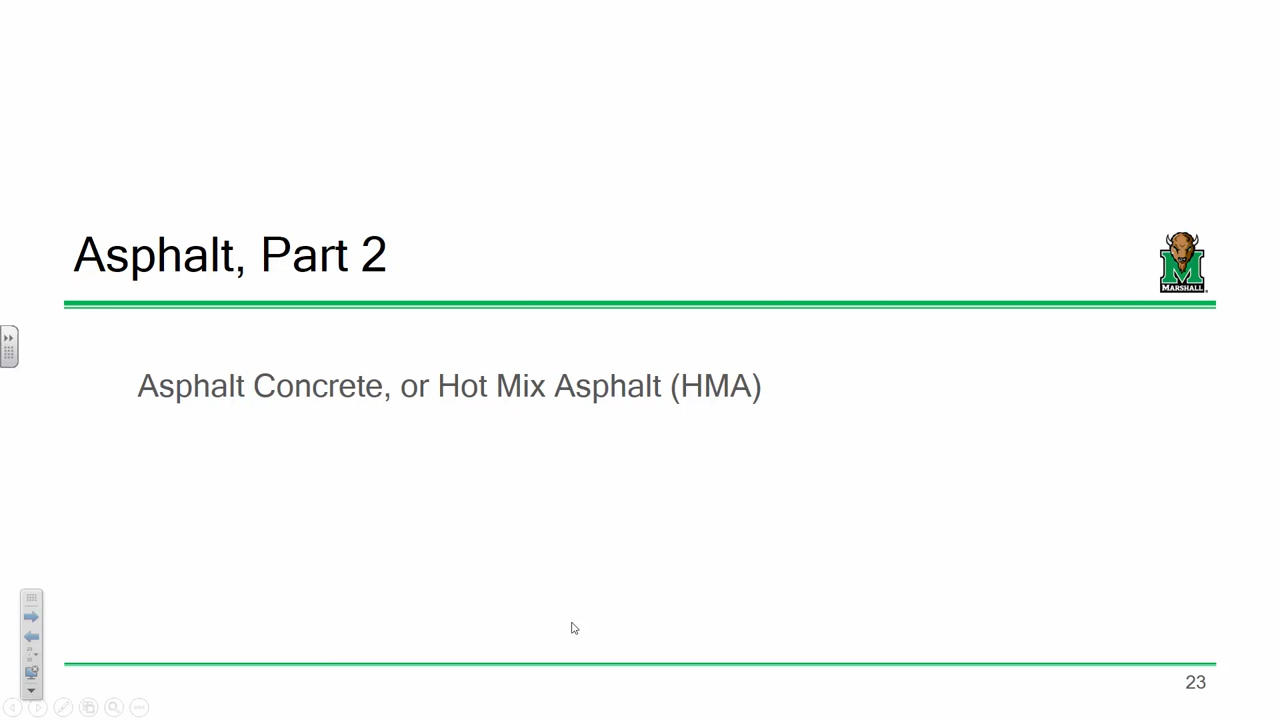 Asphalt, Part 2
MARSHALL
Asphalt Concrete, or Hot Mix Asphalt (HMA)
23